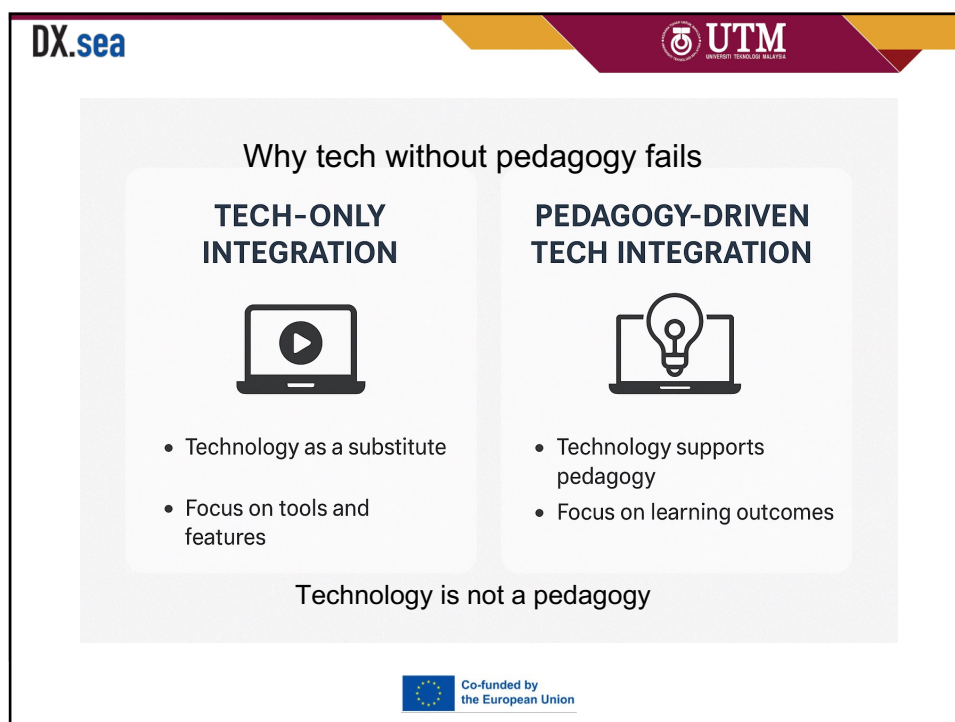 DX.sea
UTM
UNIVERSITI TEKNOLOGI MALAYSIA
Why tech without pedagogy fails
TECH-ONLY
INTEGRATION
• Technology as a substitute
• Focus on tools and
features
PEDAGOGY-DRIVEN
TECH INTEGRATION
• Technology supports
pedagogy
• Focus on learning outcomes
Technology is not a pedagogy
Co-funded by
the European Union